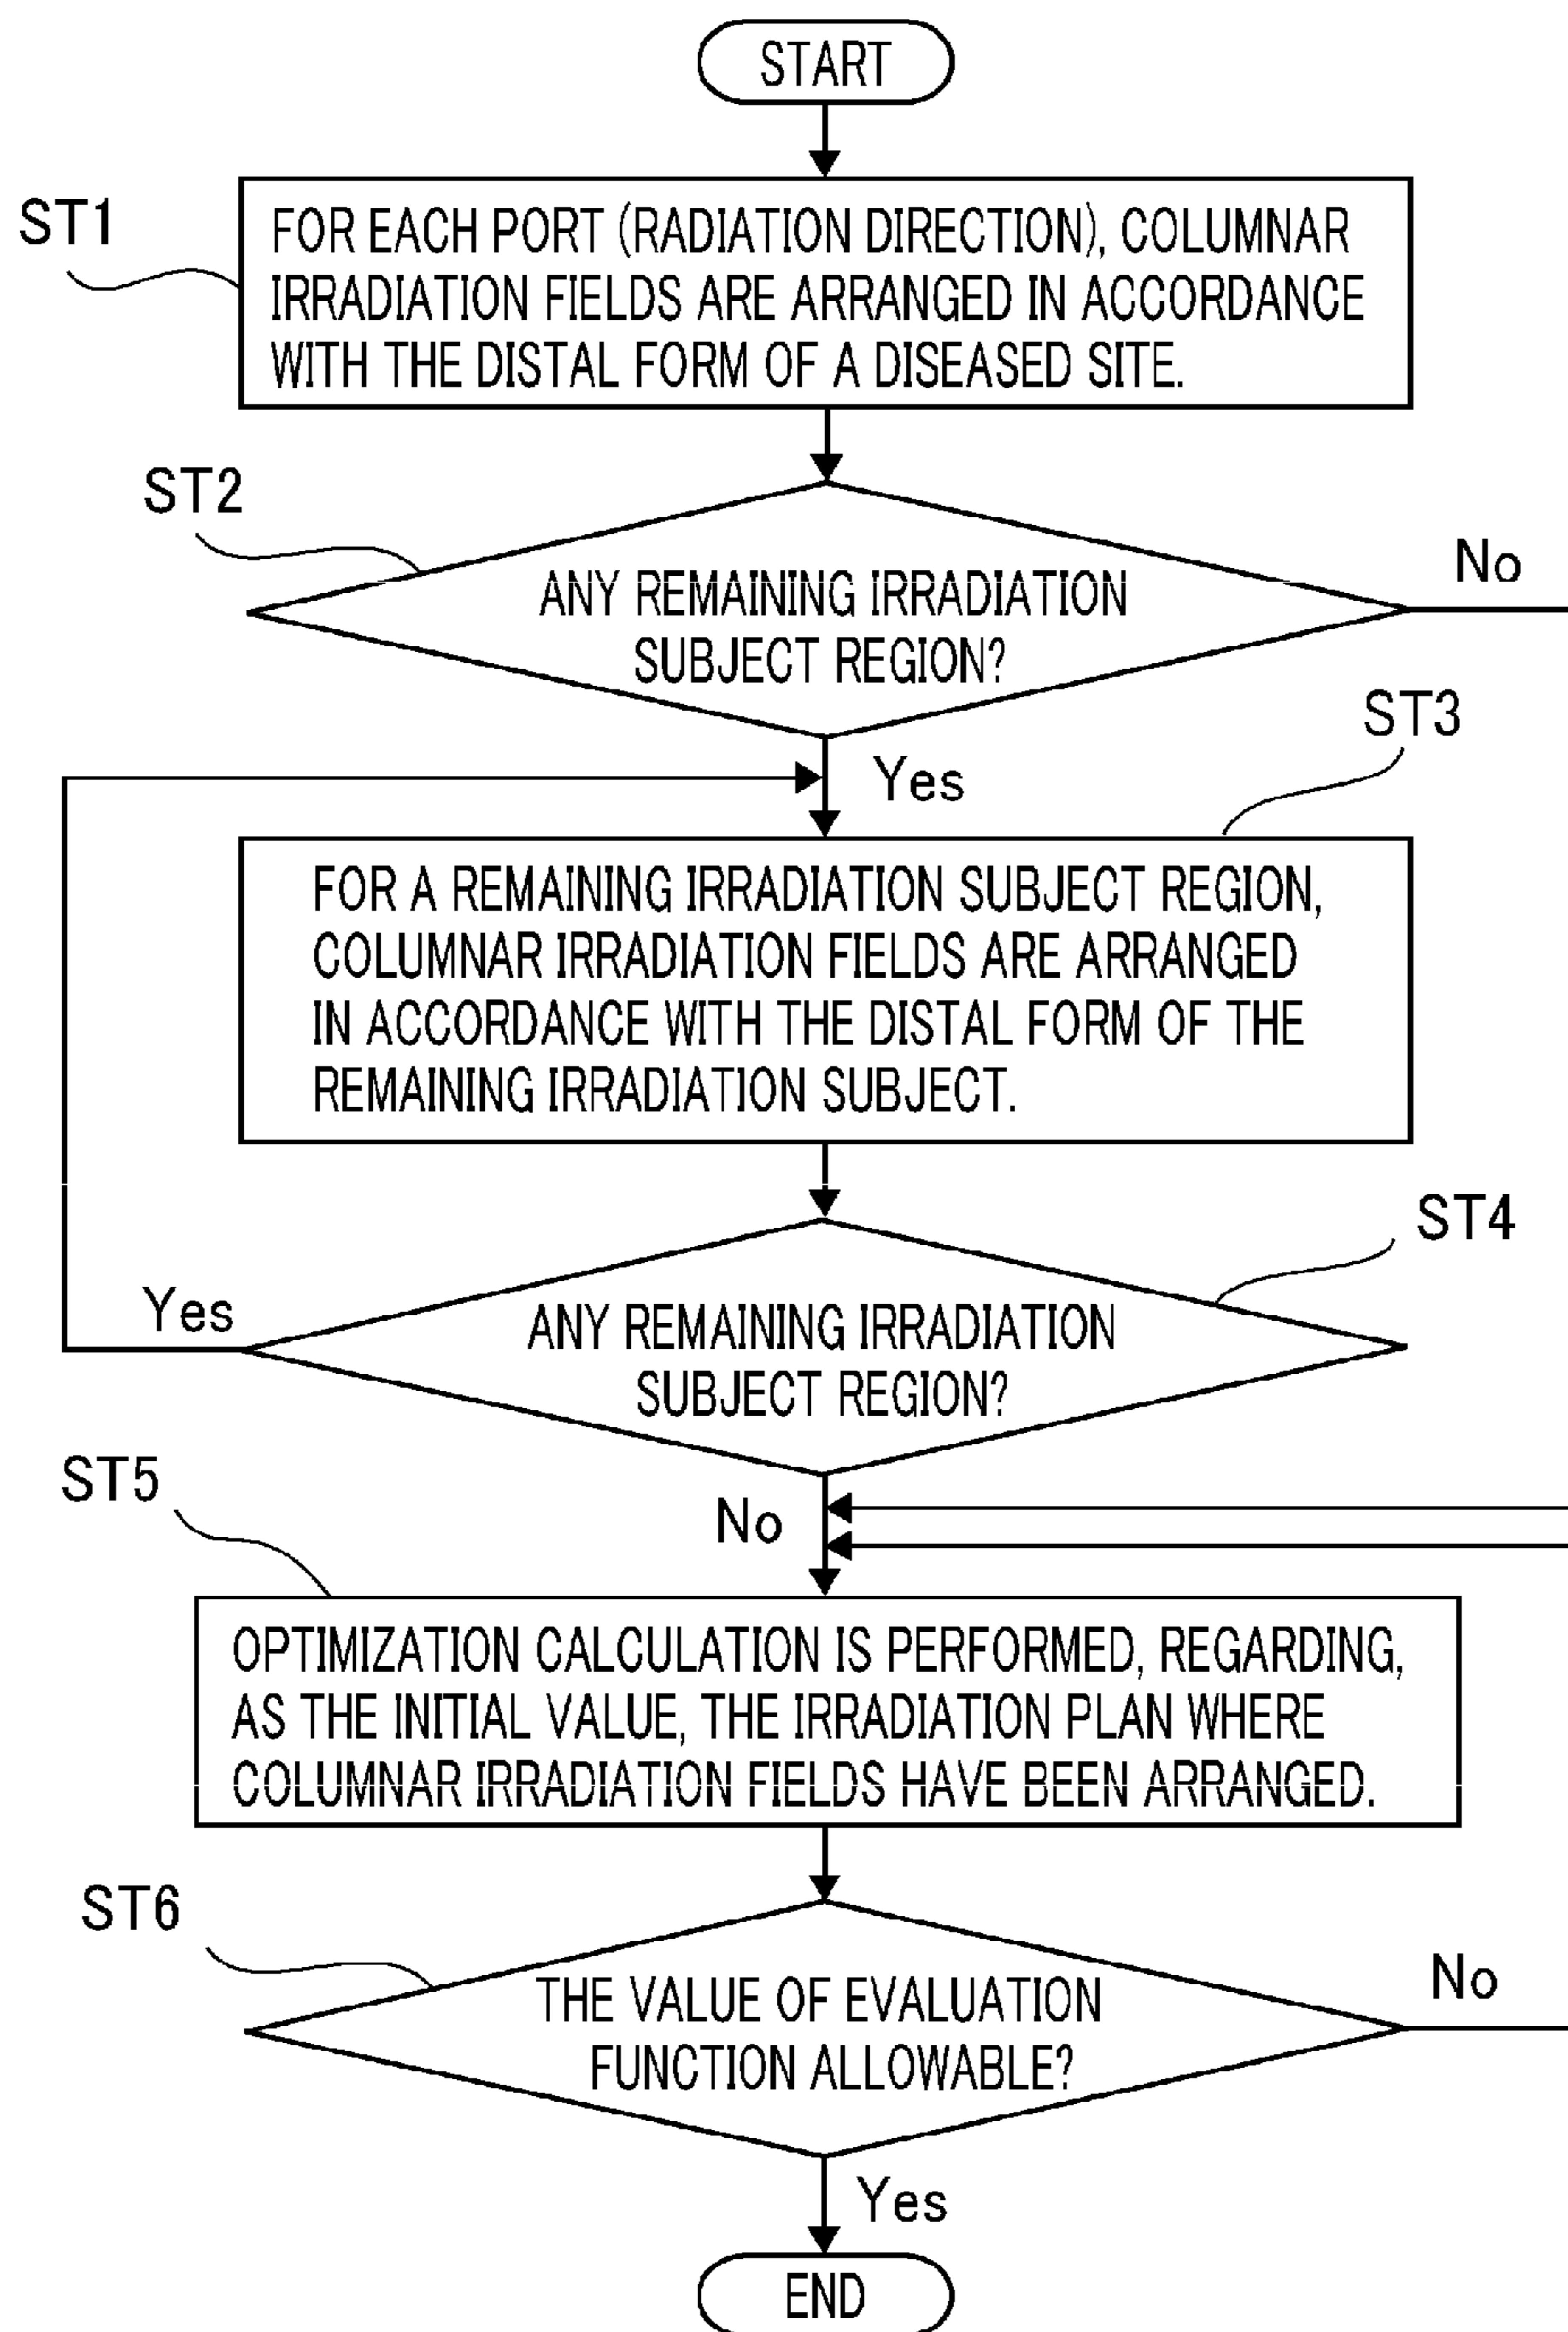 START
ST1
FOR EACH PORT (RADIATION DIRECTION), COLUMNAR
IRRADIATION FIELDS ARE ARRANGED IN ACCORDANCE
WITH THE DISTAL FORM OF A DISEASED SITE.
ST2
No
ANY REMAINING IRRADIATION
SUBJECT REGION?
ST3
Yes
FOR A REMAINING IRRADIATION SUBJECT REGION,
COLUMNAR IRRADIATION FIELDS ARE ARRANGED
IN ACCORDANCE WITH THE DISTAL FORM OF THE
REMAINING IRRADIATION SUBJECT.
ST4
Yes
ANY REMAINING IRRADIATION
SUBJECT REGION?
ST5
No
OPTIMIZATION CALCULATION IS PERFORMED, REGARDING,
AS THE INITIAL VALUE, THE IRRADIATION PLAN WHERE
COLUMNAR IRRADIATION FIELDS HAVE BEEN ARRANGED.
ST6
No
THE VALUE OF EVALUATION
FUNCTION ALLOWABLE?
Yes
END